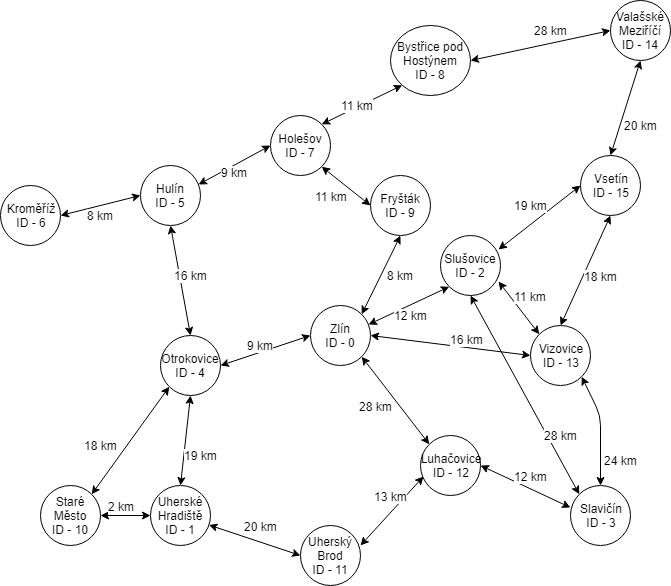 Valašské
Meziříčí
ID - 14
28 km
Bystřice pod
Hostýnem
ID - 8
11 km
20 km
Holešov
ID - 7
9 km
Hulín
ID - 5
Vsetín
ID - 15
11 km
Fryšták
ID - 9
19 km
Kroměříž
ID - 6
8 km
Slušovice
ID - 2
16 km
8 km
18 km
11 km
12 km
Zlín
ID - 0
16 km
9 km
Vizovice
ID - 13
Otrokovice
ID - 4
28 km
18 km
19 km
28 km
Luhačovice
ID - 12
24 km
12 km
13 km
Staré
Město
ID - 10
2 km
Uherské
Hradiště
ID - 1
Slavičín
ID - 3
20 km
Uherský
Brod
ID - 11